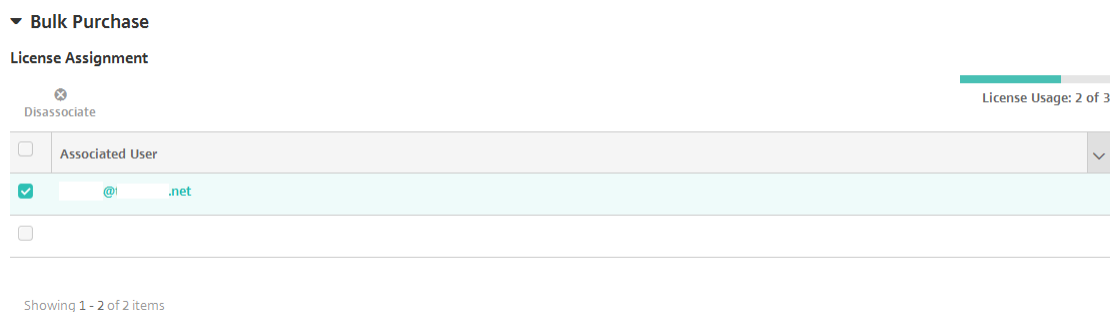 Bulk Purchase
License Assignment
Disassociate
License Usage: 2 of 3
Associated User
@ .net
Showing 1 - 2 of 2 items